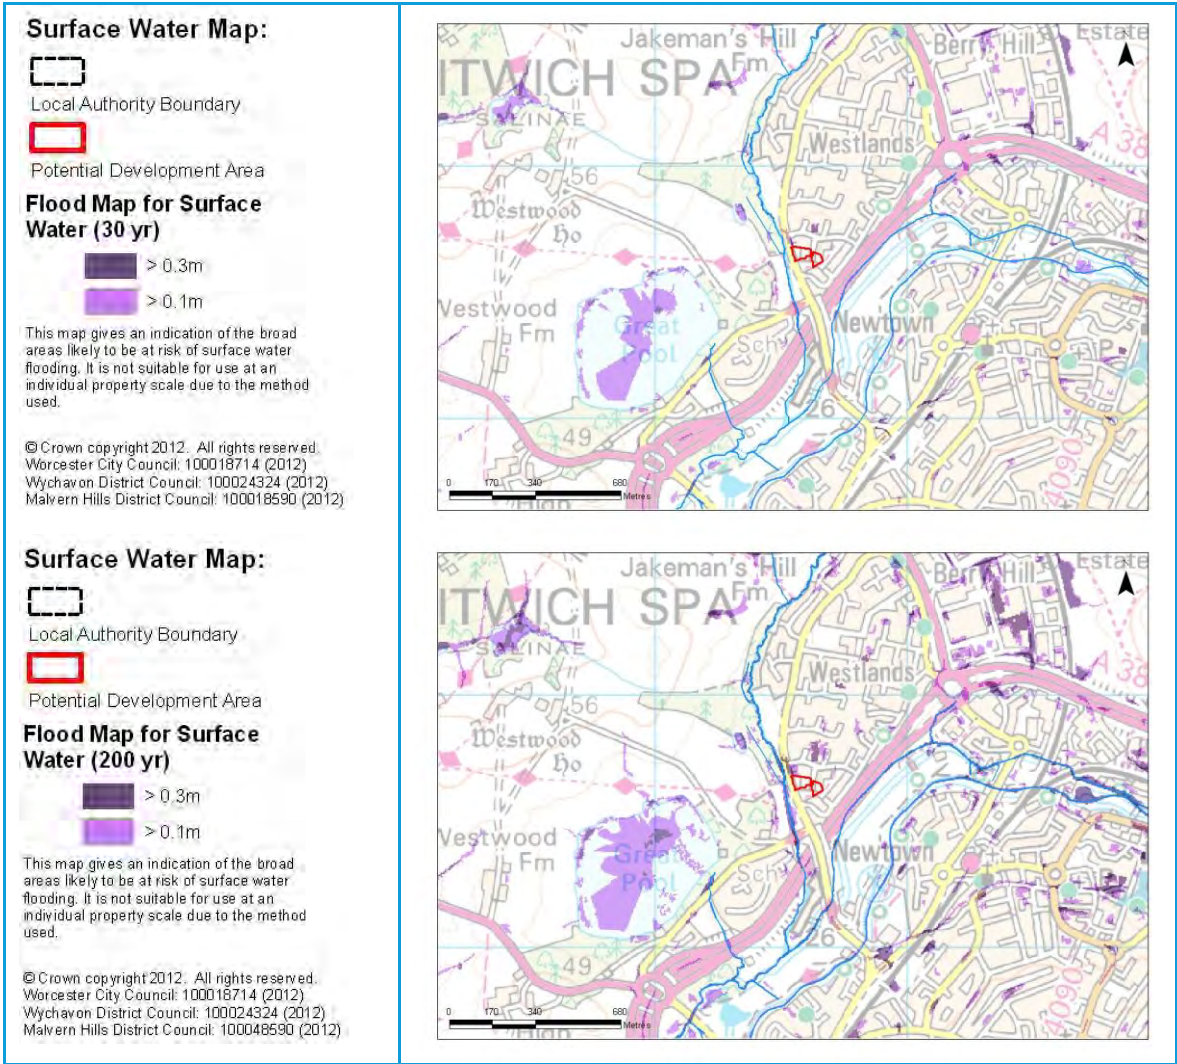 Surface Water Map:
Local Authority Boundary
Potential Development Area
Flood Map for Surface
Water (30 yr)
> 0.3m
> 0.1m
This map gives an indication of the broad
areas likely to be at risk of surface water
flooding. It is not suitable for use at an
individual property scale due to the method
used.
© Crown copyright 2012. All rights reserved.
Worcester City Council: 100018714 (2012)
Wychavon District Council: 100024324 (2012)
Malvern Hills District Council: 100018590 (2012)
Jakeman's Hill
Fm
Berry Hill
Estate
ITWICH SPA
SALINAE
A 38
Westlands
56
Westwood
Ho
Westwood
Fm
Great
Pool
Newtown
Sch
26
49
4090
P
High
0 170 340 680
Metres
Surface Water Map:
Local Authority Boundary
Potential Development Area
Flood Map for Surface
Water (200 yr)
> 0.3m
> 0.1m
This map gives an indication of the broad
areas likely to be at risk of surface water
flooding. It is not suitable for use at an
individual property scale due to the method
used.
© Crown copyright 2012. All rights reserved.
Worcester City Council: 100018714 (2012)
Wychavon District Council: 100024324 (2012)
Malvern Hills District Council: 100048590 (2012)
Jakeman's Hill
Fm
Berry Hill
Estate
ITWICH SPA
SALINAE
A 38
Westlands
56
Westwood
Ho
Westwood
Fm
Great
Pool
Newtown
Sch
26
49
4090
P
High
0 170 340 680
Metres